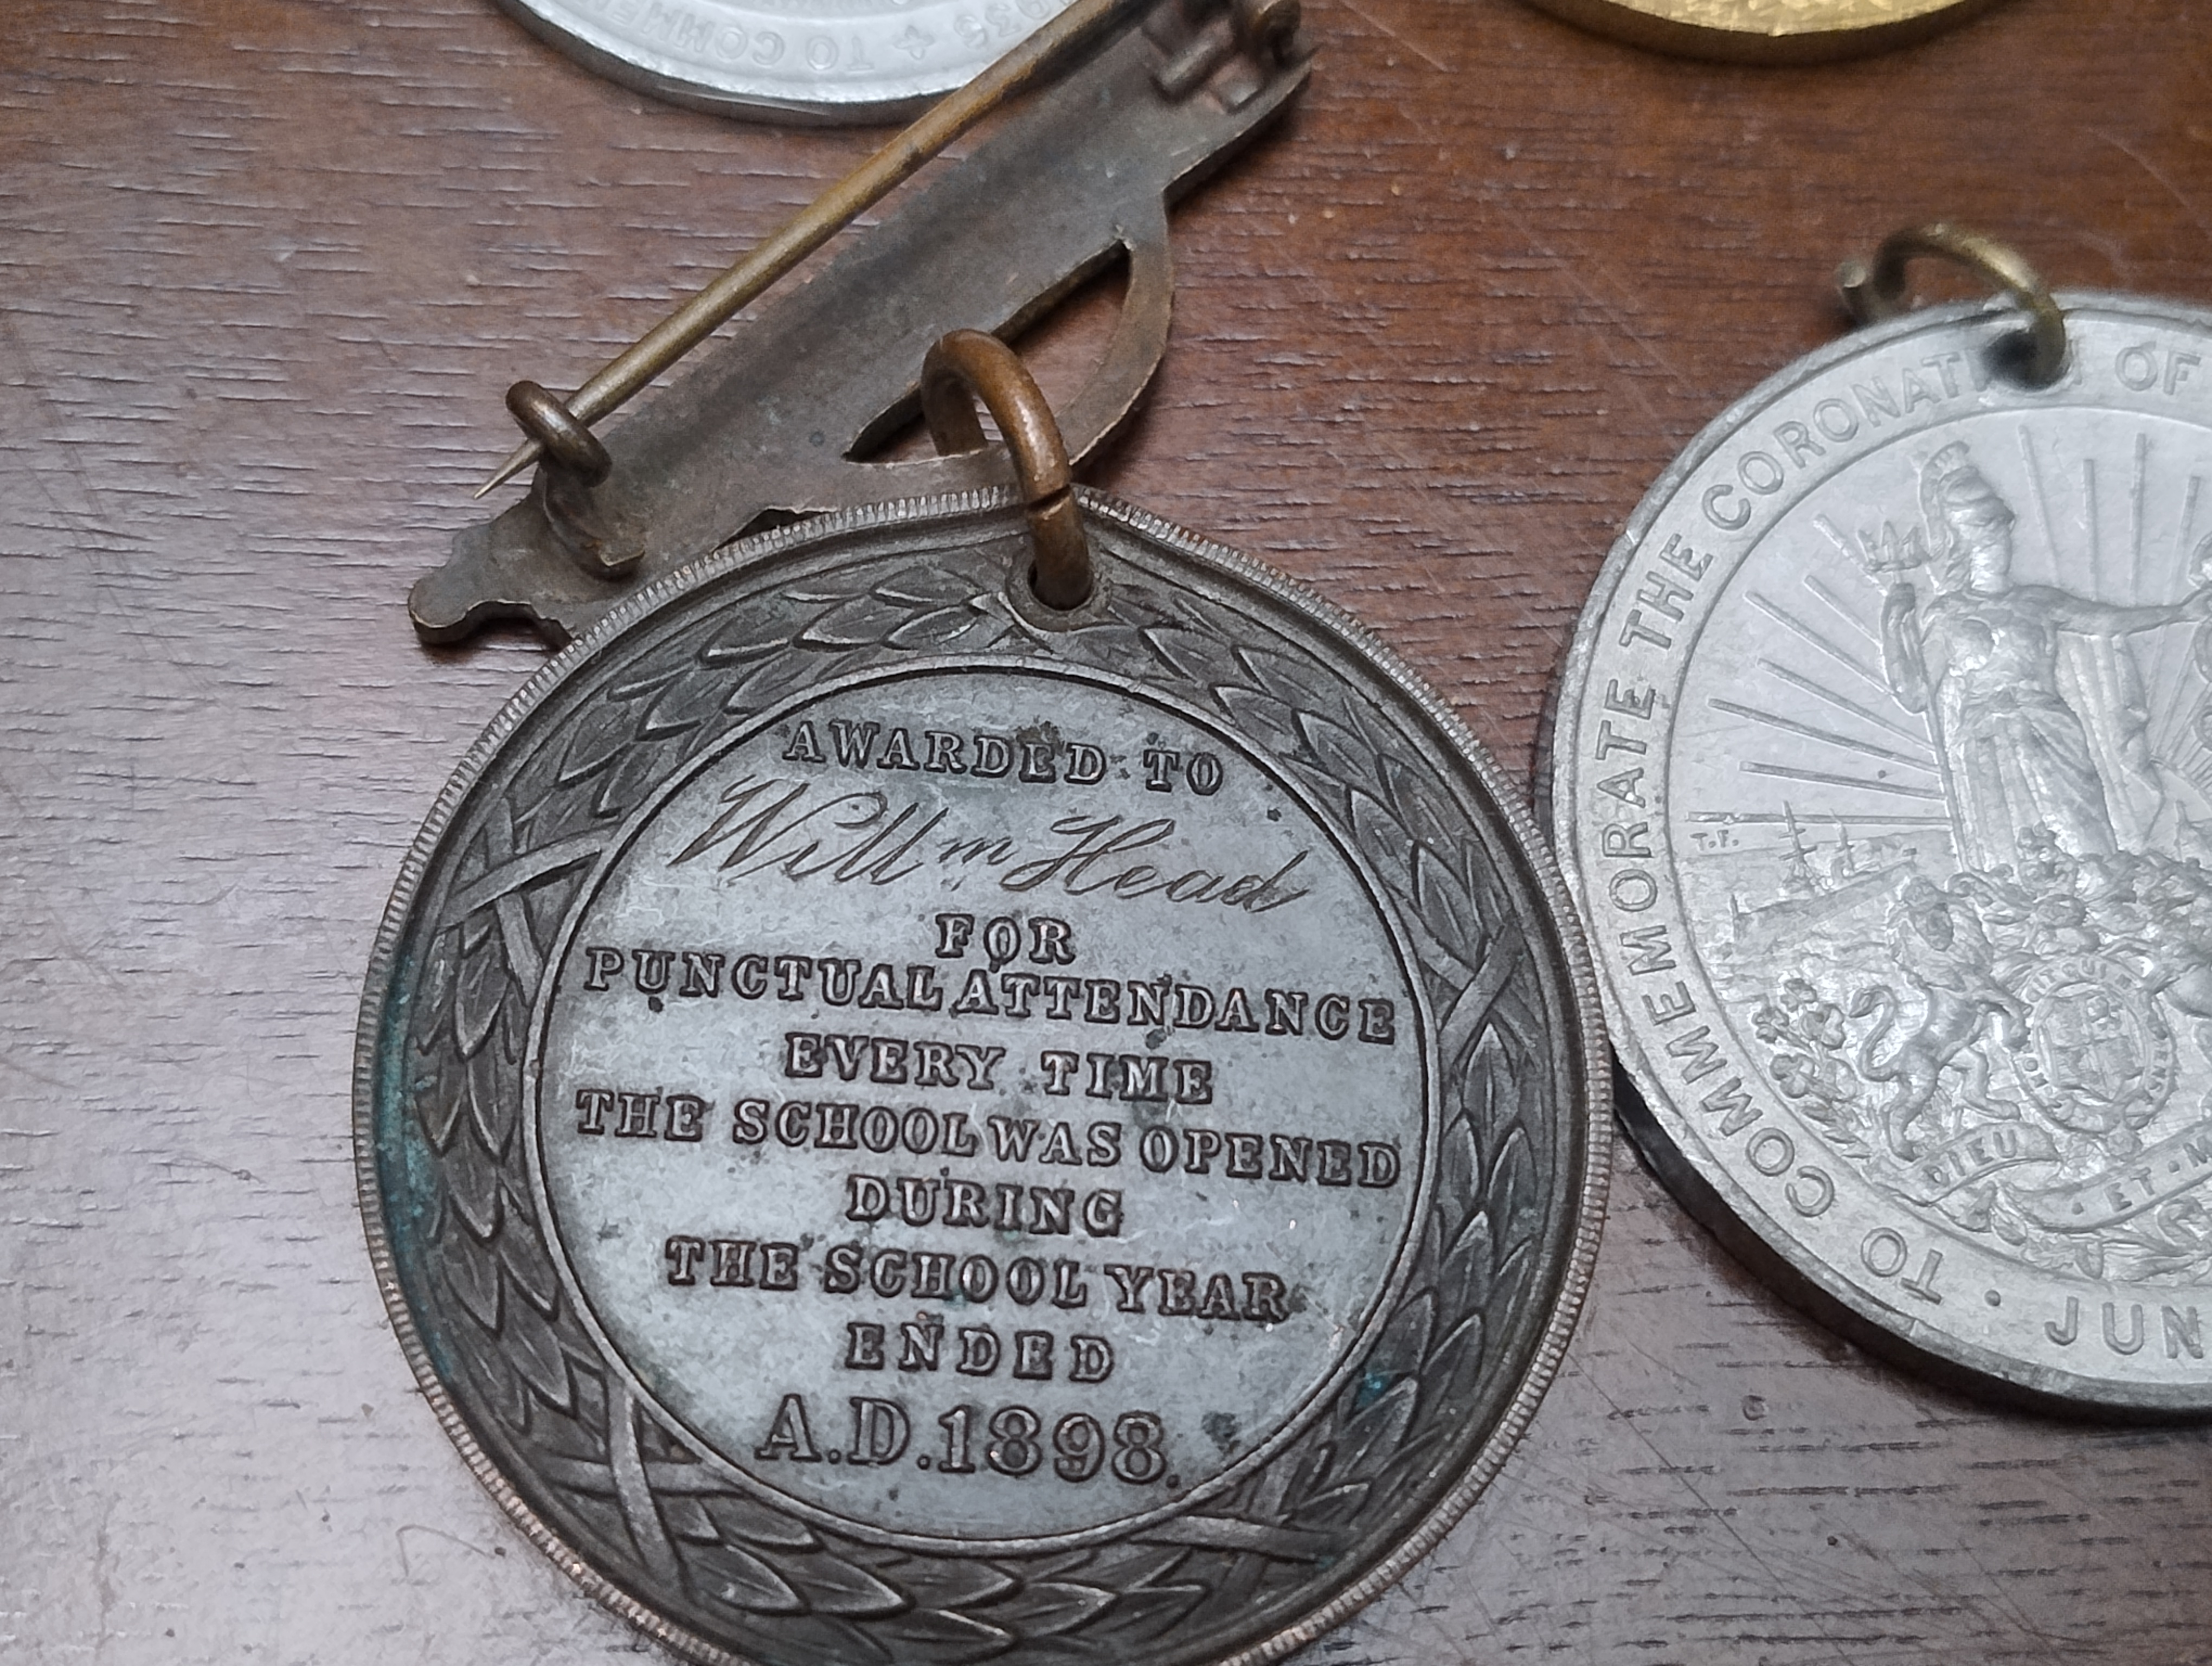 1935 + TO COMME
AWARDED TO
Willm Head
FOR
PUNCTUAL ATTENDANCE
EVERY TIME
THE SCHOOL WAS OPENED
DURING
THE SCHOOL YEAR
ENDED
A.D.1898.
· TO COMMEMORATE THE CORONATION OF
JUN
T.F.
DIEU · ET · M